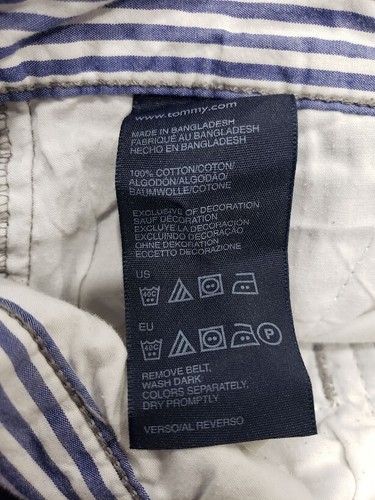 www.tommy.com
MADE IN BANGLADESH
FABRIQUÉ AU BANGLADESH
HECHO EN BANGLADESH
100% COTTON/COTON/
ALGODÓN/ALGODÃO/
BAUMWOLLE/COTONE
EXCLUSIVE OF DECORATION
SAUF DÉCORATION
EXCLUYE LA DECORACIÓN
EXCLUINDO DECORAÇÃO
OHNE DEKORATION
ECCETTO DECORAZIONE
US
40C
EU
40C
P
REMOVE BELT,
WASH DARK
COLORS SEPARATELY,
DRY PROMPTLY
VERSO/AL REVERSO